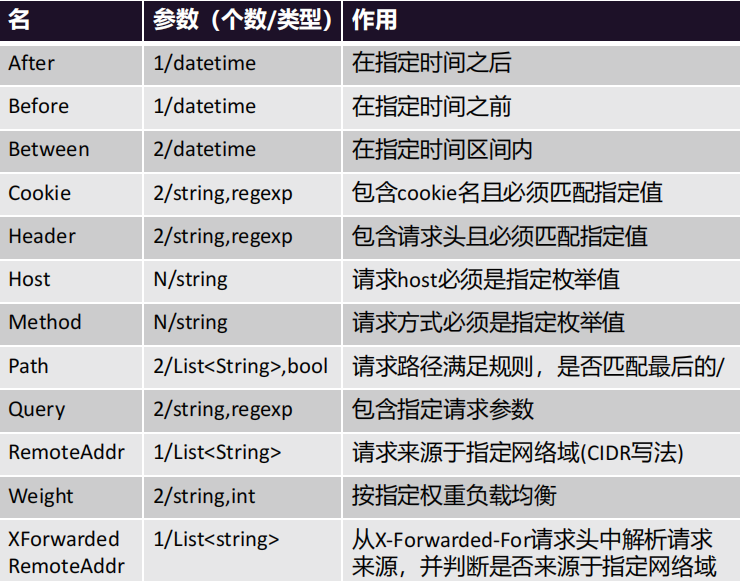 名 参数（个数/类型） 作用
After 1/datetime 在指定时间之后
Before 1/datetime 在指定时间之前
Between 2/datetime 在指定时间区间内
Cookie 2/string,regexp 包含cookie名且必须匹配指定值
Header 2/string,regexp 包含请求头且必须匹配指定值
Host N/string 请求host必须是指定枚举值
Method N/string 请求方式必须是指定枚举值
Path 2/List<String>,bool 请求路径满足规则，是否匹配最后的/
Query 2/string,regexp 包含指定请求参数
RemoteAddr 1/List<String> 请求来源于指定网络域(CIDR写法)
Weight 2/string,int 按指定权重负载均衡
XForwarded 1/List<string> 从X-Forwarded-For请求头中解析请求
RemoteAddr 来源，并判断是否来源于指定网络域